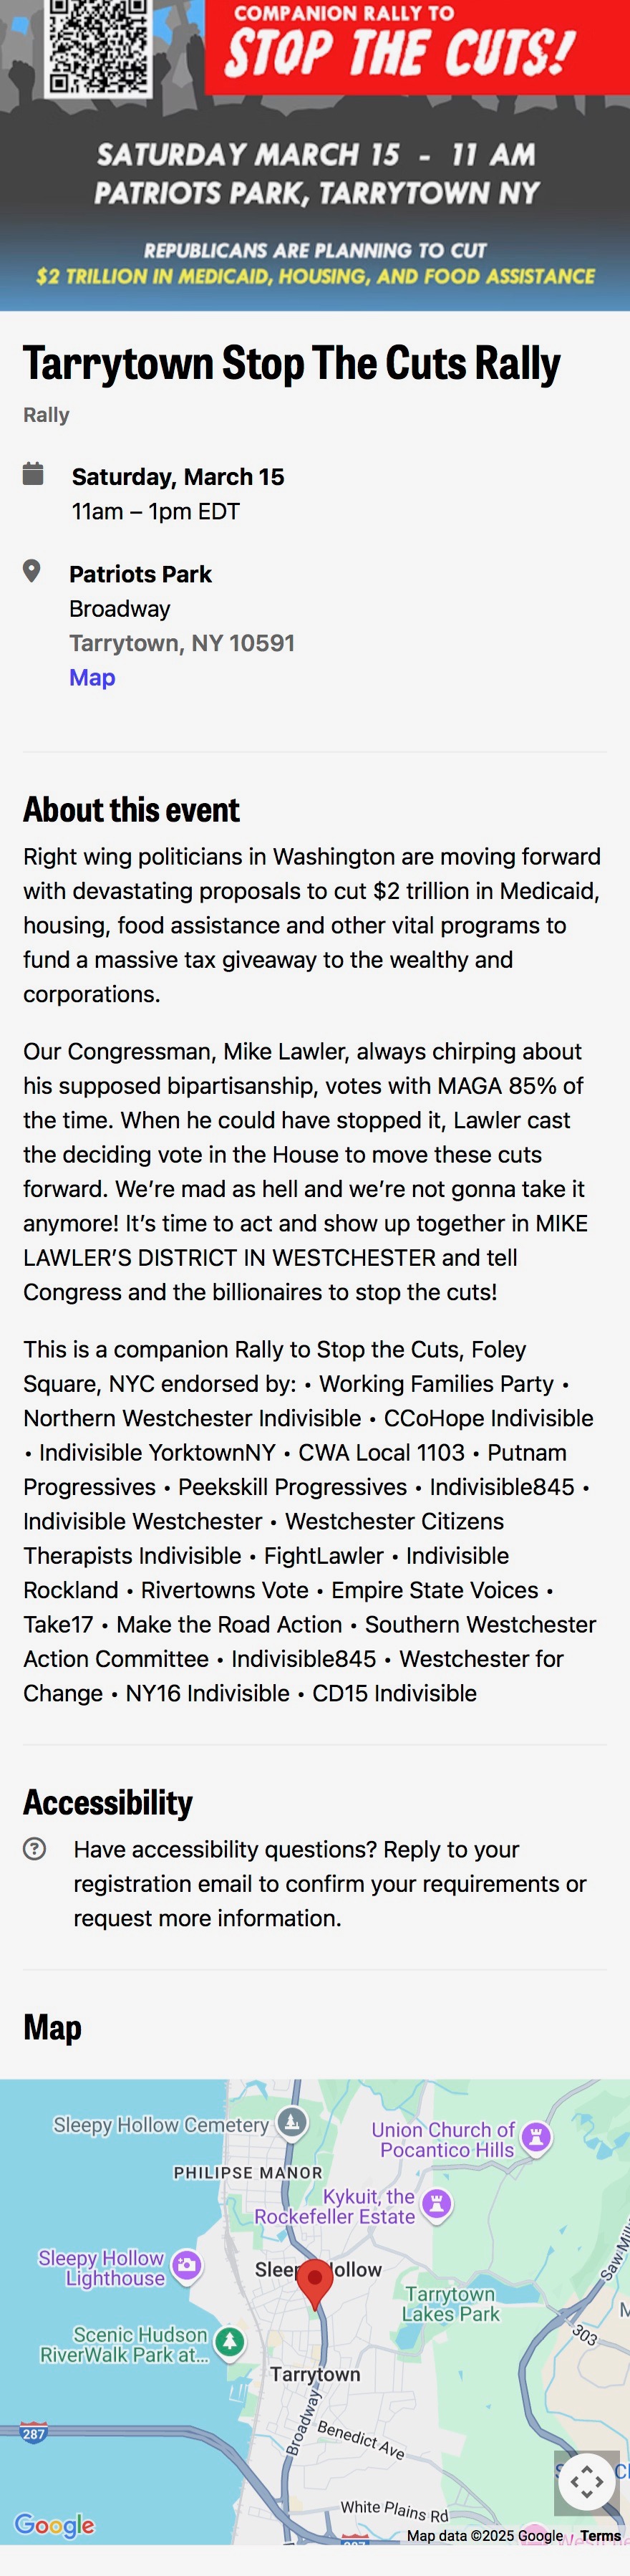 COMPANION RALLY TO
STOP THE CUTS!
SATURDAY MARCH 15 - 11 AM
PATRIOTS PARK, TARRYTOWN NY
REPUBLICANS ARE PLANNING TO CUT
$2 TRILLION IN MEDICAID, HOUSING, AND FOOD ASSISTANCE
Tarrytown Stop The Cuts Rally
Rally
Saturday, March 15
11am – 1pm EDT
Patriots Park
Broadway
Tarrytown, NY 10591
Map
About this event
Right wing politicians in Washington are moving forward
with devastating proposals to cut $2 trillion in Medicaid,
housing, food assistance and other vital programs to
fund a massive tax giveaway to the wealthy and
corporations.
Our Congressman, Mike Lawler, always chirping about
his supposed bipartisanship, votes with MAGA 85% of
the time. When he could have stopped it, Lawler cast
the deciding vote in the House to move these cuts
forward. We’re mad as hell and we’re not gonna take it
anymore! It’s time to act and show up together in MIKE
LAWLER’S DISTRICT IN WESTCHESTER and tell
Congress and the billionaires to stop the cuts!
This is a companion Rally to Stop the Cuts, Foley
Square, NYC endorsed by: • Working Families Party •
Northern Westchester Indivisible • CCoHope Indivisible
• Indivisible YorktownNY • CWA Local 1103 • Putnam
Progressives • Peekskill Progressives • Indivisible845 •
Indivisible Westchester • Westchester Citizens
Therapists Indivisible • FightLawler • Indivisible
Rockland • Rivertowns Vote • Empire State Voices •
Take17 • Make the Road Action • Southern Westchester
Action Committee • Indivisible845 • Westchester for
Change • NY16 Indivisible • CD15 Indivisible
Accessibility
Have accessibility questions? Reply to your
registration email to confirm your requirements or
request more information.
Map
Sleepy Hollow Cemetery
Union Church of
Pocantico Hills
PHILIPSE MANOR
Kykuit, the
Rockefeller Estate
Sleepy Hollow
Lighthouse
Tarrytown
Lakes Park
Scenic Hudson
RiverWalk Park at...
303
Tarrytown
287
Broadway
Benedict Ave
White Plains Rd
Google
Map data ©2025 Google
Terms